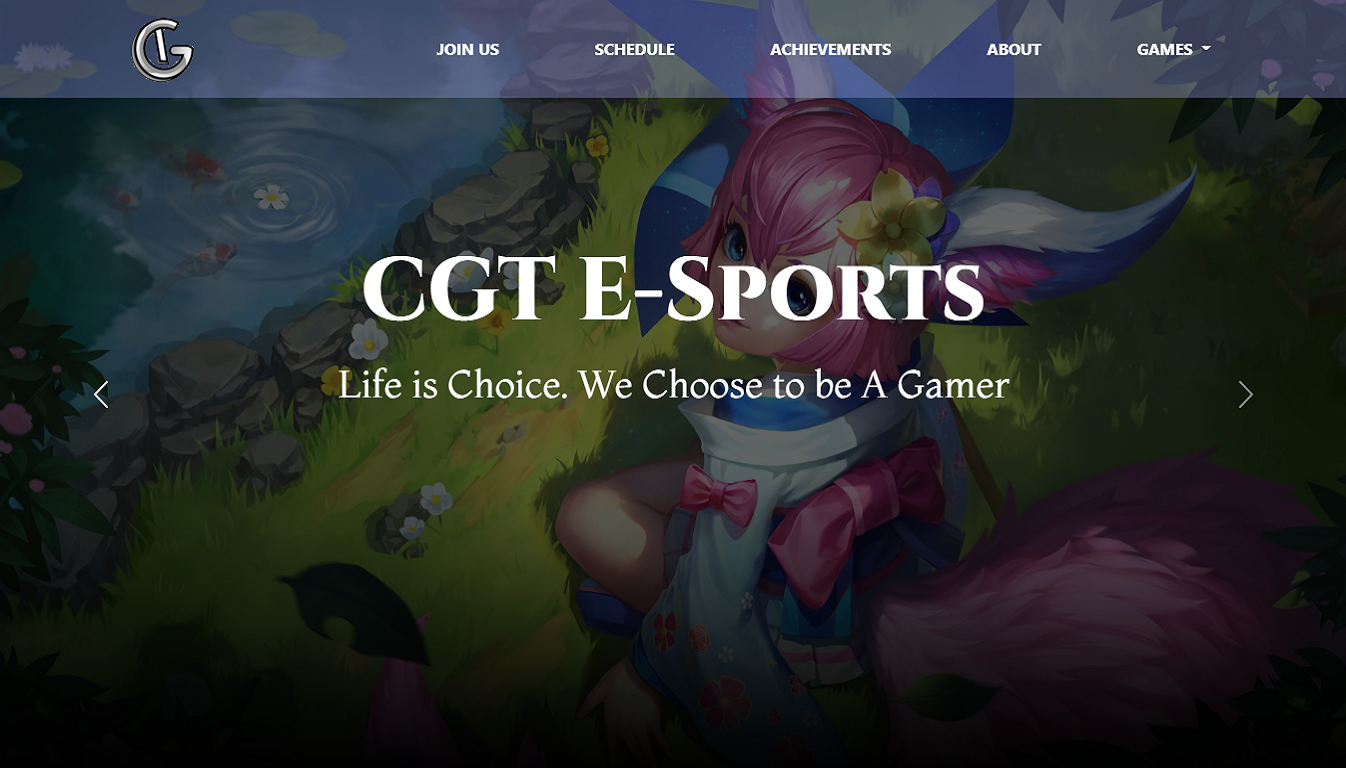 JOIN US
SCHEDULE
ACHIEVEMENTS
ABOUT
GAMES
CGT E-Sports
Life is Choice. We Choose to be A Gamer